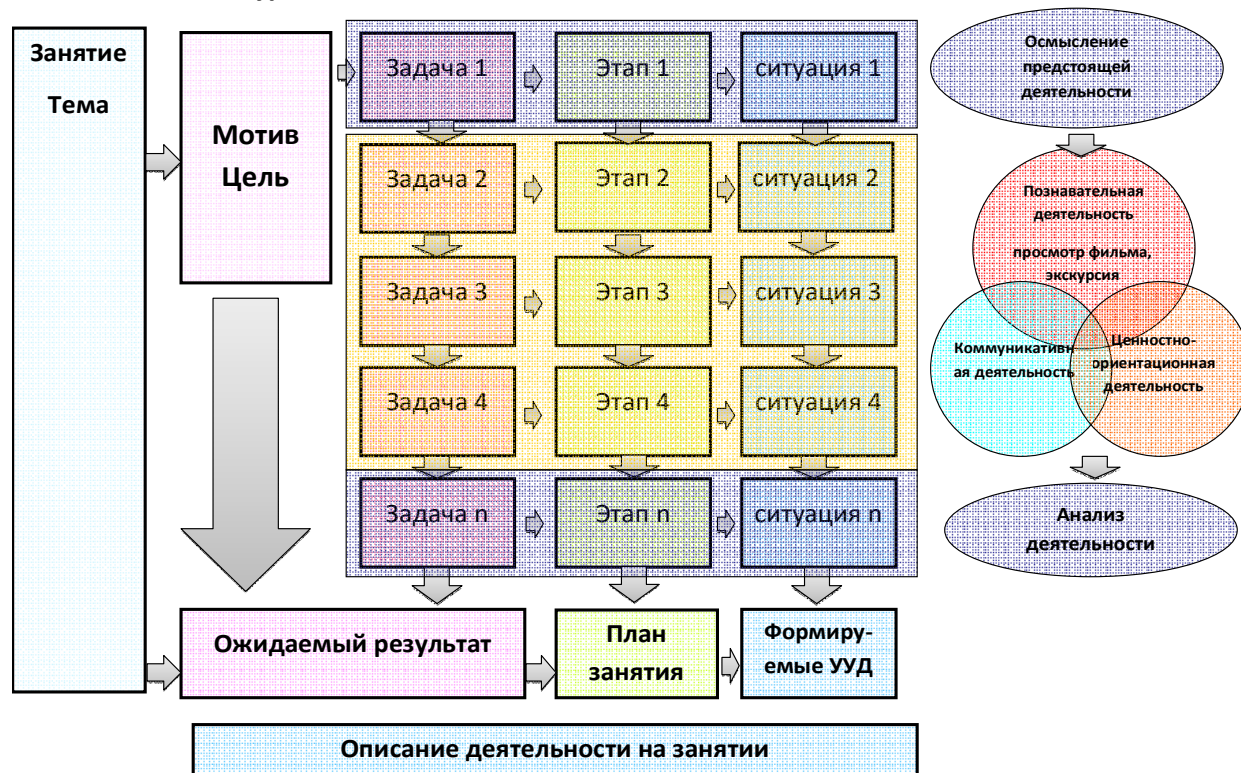 Занятие
Тема
Мотив
Цель
Задача 1
Этап 1
ситуация 1
Задача 2
Этап 2
ситуация 2
Задача 3
Этап 3
ситуация 3
Задача 4
Этап 4
ситуация 4
Задача n
Этап n
ситуация n
Ожидаемый результат
План
занятия
Формиру-
емые УУД
Описание деятельности на занятии
Осмысление
предстоящей
деятельности
Познавательная
деятельность
просмотр фильма,
экскурсия
Коммуникативн
ая деятельность
Ценностно-
ориентационная
деятельность
Анализ
деятельности